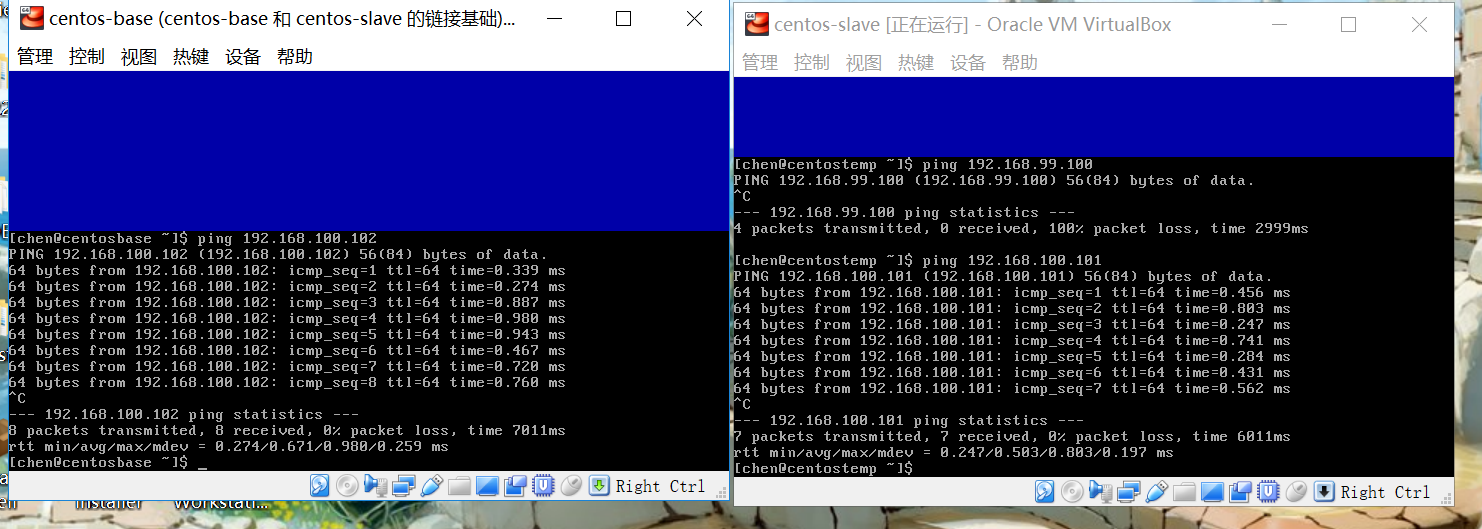 centos-base (centos-base 和 centos-slave 的链接基础)...
管理 控制 视图 热键 设备 帮助
[chen@centosbase ~]$ ping 192.168.100.102
PING 192.168.100.102 (192.168.100.102) 56(84) bytes of data.
64 bytes from 192.168.100.102: icmp_seq=1 ttl=64 time=0.339 ms
64 bytes from 192.168.100.102: icmp_seq=2 ttl=64 time=0.274 ms
64 bytes from 192.168.100.102: icmp_seq=3 ttl=64 time=0.887 ms
64 bytes from 192.168.100.102: icmp_seq=4 ttl=64 time=0.980 ms
64 bytes from 192.168.100.102: icmp_seq=5 ttl=64 time=0.943 ms
64 bytes from 192.168.100.102: icmp_seq=6 ttl=64 time=0.467 ms
64 bytes from 192.168.100.102: icmp_seq=7 ttl=64 time=0.720 ms
64 bytes from 192.168.100.102: icmp_seq=8 ttl=64 time=0.760 ms
^C
--- 192.168.100.102 ping statistics ---
8 packets transmitted, 8 received, 0% packet loss, time 7011ms
rtt min/avg/max/mdev = 0.274/0.671/0.980/0.259 ms
[chen@centosbase ~]$ _
Right Ctrl
centos-slave [正在运行] - Oracle VM VirtualBox
管理 控制 视图 热键 设备 帮助
[chen@centostemp ~]$ ping 192.168.99.100
PING 192.168.99.100 (192.168.99.100) 56(84) bytes of data.
^C
--- 192.168.99.100 ping statistics ---
4 packets transmitted, 0 received, 100% packet loss, time 2999ms
[chen@centostemp ~]$ ping 192.168.100.101
PING 192.168.100.101 (192.168.100.101) 56(84) bytes of data.
64 bytes from 192.168.100.101: icmp_seq=1 ttl=64 time=0.456 ms
64 bytes from 192.168.100.101: icmp_seq=2 ttl=64 time=0.803 ms
64 bytes from 192.168.100.101: icmp_seq=3 ttl=64 time=0.247 ms
64 bytes from 192.168.100.101: icmp_seq=4 ttl=64 time=0.741 ms
64 bytes from 192.168.100.101: icmp_seq=5 ttl=64 time=0.284 ms
64 bytes from 192.168.100.101: icmp_seq=6 ttl=64 time=0.431 ms
64 bytes from 192.168.100.101: icmp_seq=7 ttl=64 time=0.562 ms
^C
--- 192.168.100.101 ping statistics ---
7 packets transmitted, 7 received, 0% packet loss, time 6011ms
rtt min/avg/max/mdev = 0.247/0.503/0.803/0.197 ms
[chen@centostemp ~]$
Right Ctrl